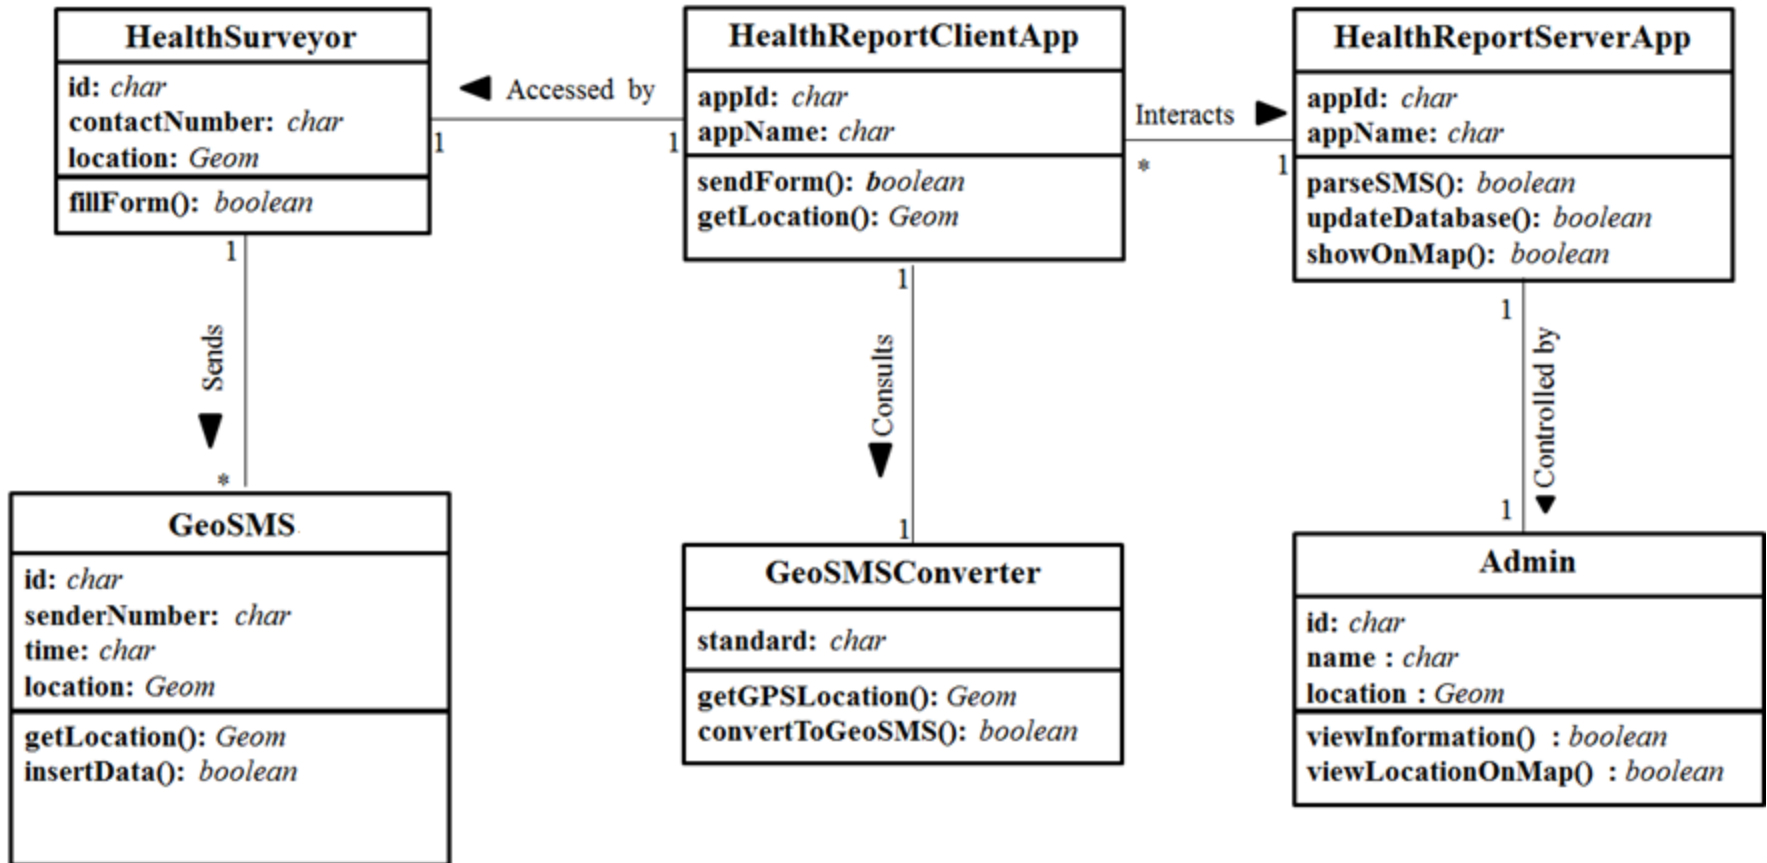 HealthSurveyor
id: char
contactNumber: char
location: Geom
fillForm(): boolean
1
Accessed by
1
HealthReportClientApp
appId: char
appName: char
sendForm(): boolean
getLocation(): Geom
Interacts
*
1
HealthReportServerApp
appId: char
appName: char
parseSMS(): boolean
updateDatabase(): boolean
showOnMap(): boolean
1
Sends
*
1
Consults
1
1
Controlled by
1
GeoSMS
id: char
senderNumber: char
time: char
location: Geom
getLocation(): Geom
insertData(): boolean
GeoSMSConverter
standard: char
getGPSLocation(): Geom
convertToGeoSMS(): boolean
Admin
id: char
name : char
location : Geom
viewInformation() : boolean
viewLocationOnMap() : boolean